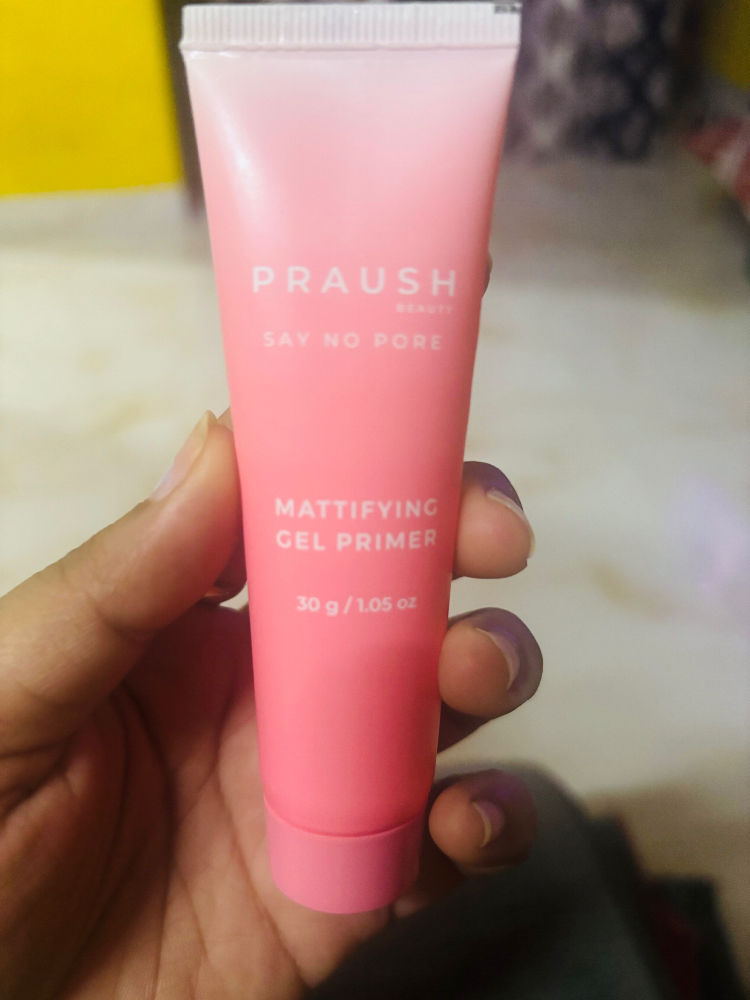 PRAUSH
BEAUTY
SAY NO PORE
MATTIFYING
GEL PRIMER
30 g / 1.05 oz